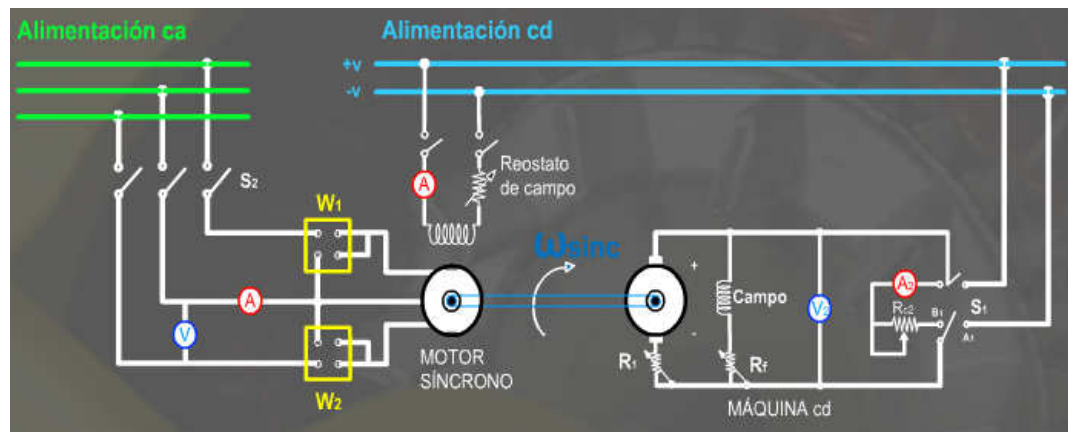 Alimentación ca
Alimentación cd
+v
-v
S2
W1
A
Reostato
de campo
ωsinc
A
V
W2
MOTOR
SÍNCRONO
+
-
Campo
V2
R1
Rf
A2
Rc2
B1
A1
S1
MÁQUINA cd